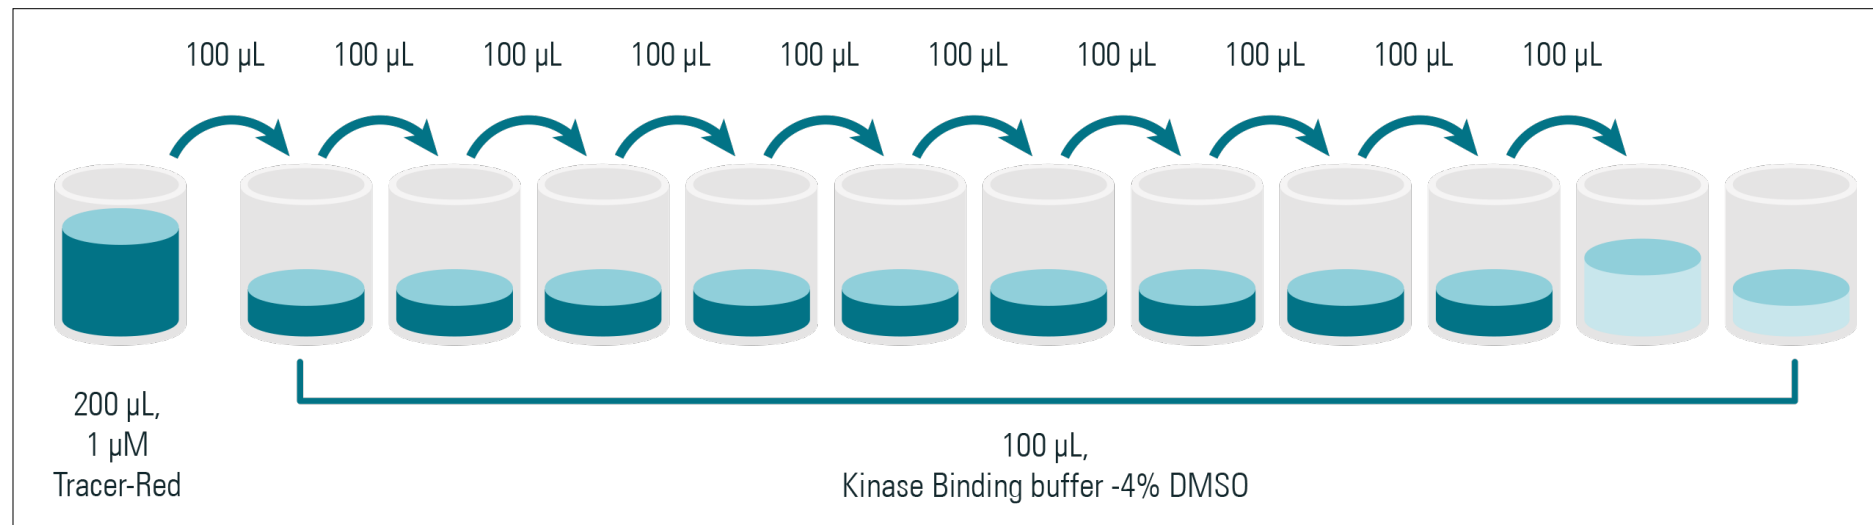 100 µL 100 µL 100 µL 100 µL 100 µL 100 µL 100 µL 100 µL 100 µL 100 µL
200 µL,
1 µM
Tracer-Red
100 µL,
Kinase Binding buffer -4% DMSO